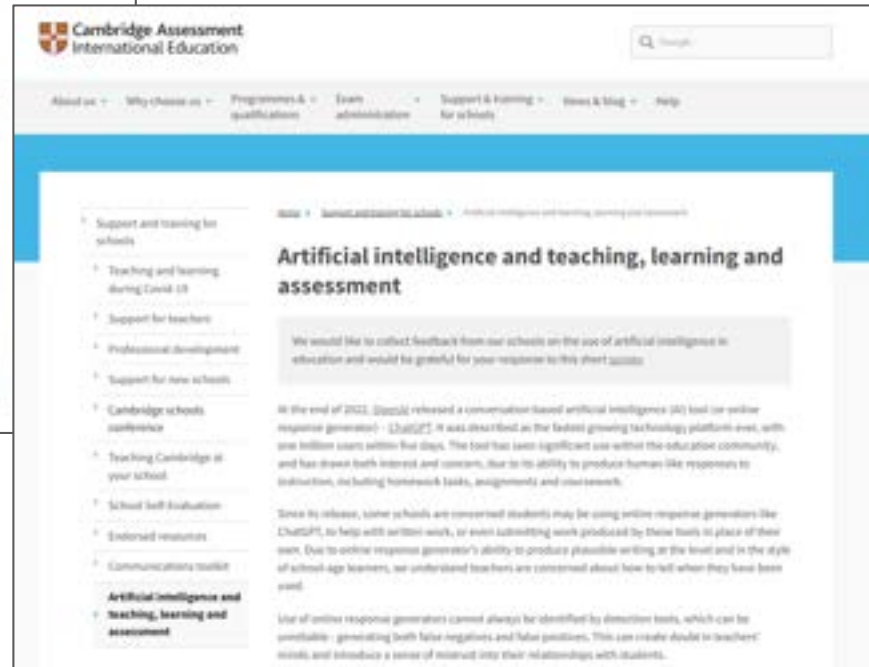 Cambridge Assessment
International Education
About us Why choose us Programmes & qualifications Exam administration Support & training for schools News & blog Help
Home Support and training for schools Artificial intelligence and teaching, learning and assessment
Support and training for
schools
Teaching and learning
during Covid-19
Support for teachers
Professional development
Support for new schools
Cambridge schools
conference
Teaching Cambridge at
your school
School Self-Evaluation
Endorsed resources
Communications toolkit
Artificial intelligence and
teaching, learning and
assessment
Artificial intelligence and teaching, learning and
assessment
We would like to collect feedback from our schools on the use of artificial intelligence in
education and would be grateful for your response to this short survey.
At the end of 2022, OpenAI released a conversation based artificial intelligence (AI) tool (or online
response generator) - ChatGPT. It was described as the fastest growing technology platform ever, with
one million users within five days. The tool has seen significant use within the education community,
and has drawn both interest and concern, due to its ability to produce human like responses to
instruction, including homework tasks, assignments and coursework.
Since its release, some schools are concerned students may be using online response generators like
ChatGPT, to help with written work, or even submitting work produced by these tools in place of their
own. Due to online response generator's ability to produce plausible writing at the level and in the style
of school-age learners, we understand teachers are concerned about how to tell when they have been
used.
Use of online response generators cannot always be identified by detection tools, which can be
unreliable - generating both false negatives and false positives. This can create doubt in teachers'
minds and introduce a sense of mistrust into their relationships with students.